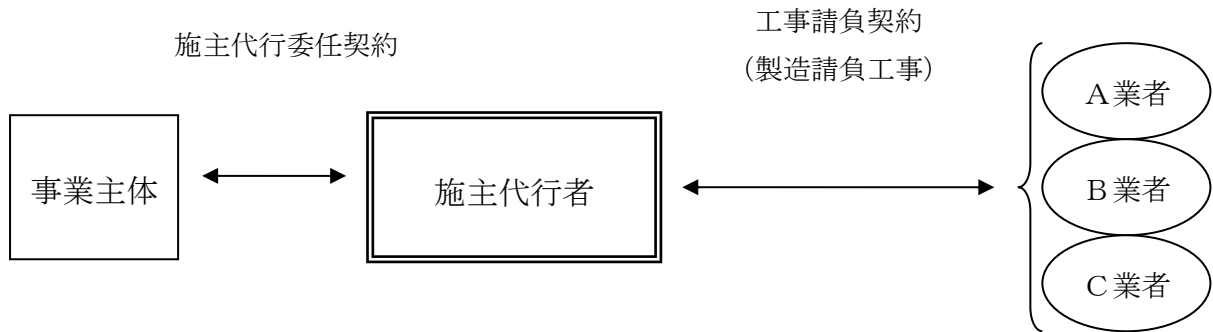 施主代行委任契約
工事請負契約
（製造請負工事）
事業主体
施主代行者
Ａ業者
Ｂ業者
Ｃ業者